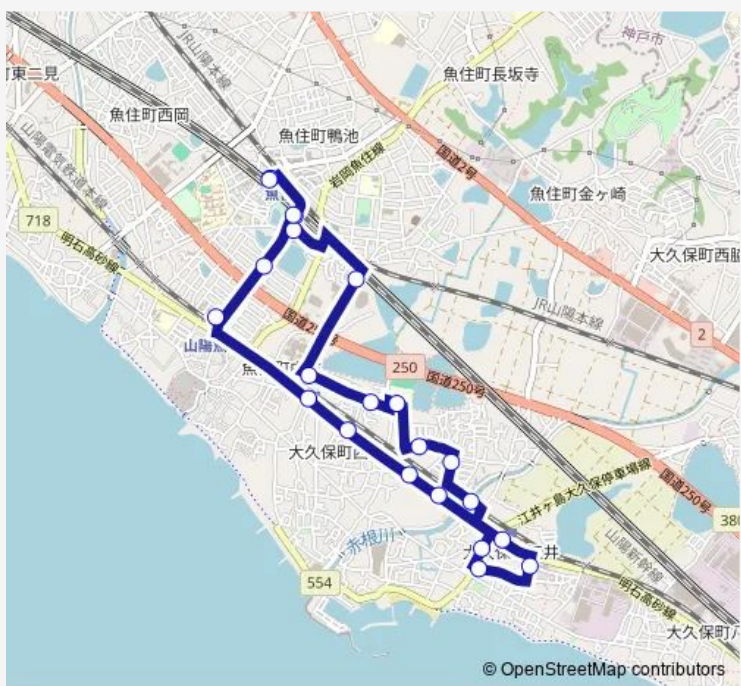 神戸市
JR山陽本線
町東二見
魚住町長坂寺
魚住町西岡
魚住町鴨池
国道2号
岩岡魚住線
山陽電気鉄道本線
魚住町金ヶ崎
718
明石高砂線
大久保町西脇
JR山陽本線
国道2
2
山陽魚
250
国道250号
大久保町西
江井ヶ島大久保停車場線
国道250号
380
赤根川
山陽新幹線
554
明石高砂線
大久保町八
© OpenStreetMap contributors